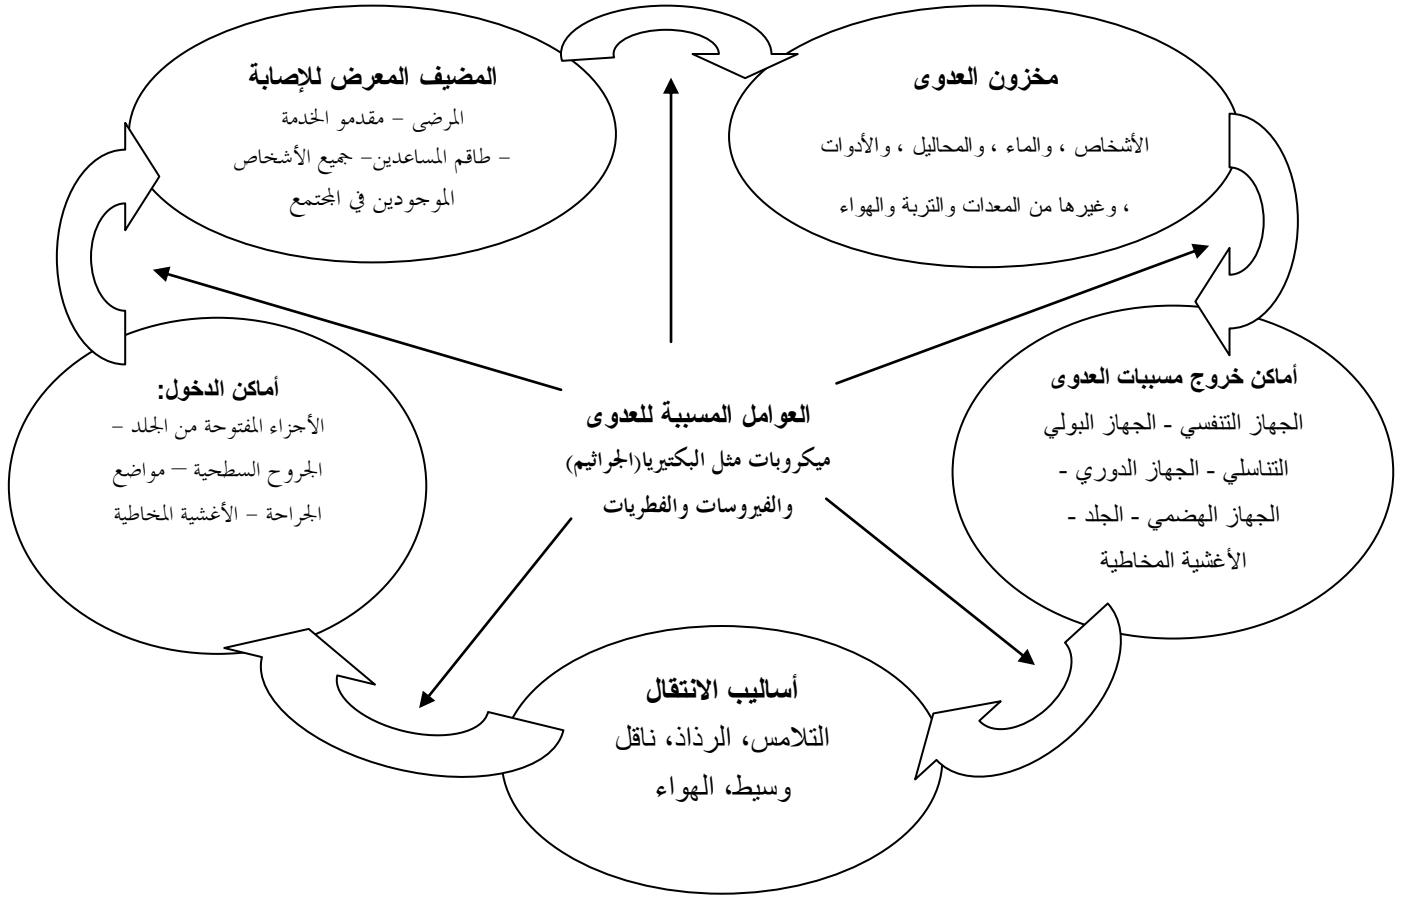 مخزون العدوى
الأشخاص ، والماء ، والمحاليل ، والأدوات
، وغيرها من المعدات والتربة والهواء
أماكن خروج مسببات العدوى
الجهاز التنفسي - الجهاز البولي
التناسلي - الجهاز الدوري -
الجهاز الهضمي - الجلد -
الأغشية المخاطية
أساليب الانتقال
التلامس، الرذاذ، ناقل
وسيط، الهواء
أماكن الدخول:
الأجزاء المفتوحة من الجلد –
الجروح السطحية – مواضع
الجراحة – الأغشية المخاطية
المضيف المعرض للإصابة
المرضى – مقدمو الخدمة
– طاقم المساعدين– جميع الأشخاص
الموجودين في المجتمع
العوامل المسببة للعدوى
ميكروبات مثل البكتيريا(الجراثيم)
والفيروسات والفطريات